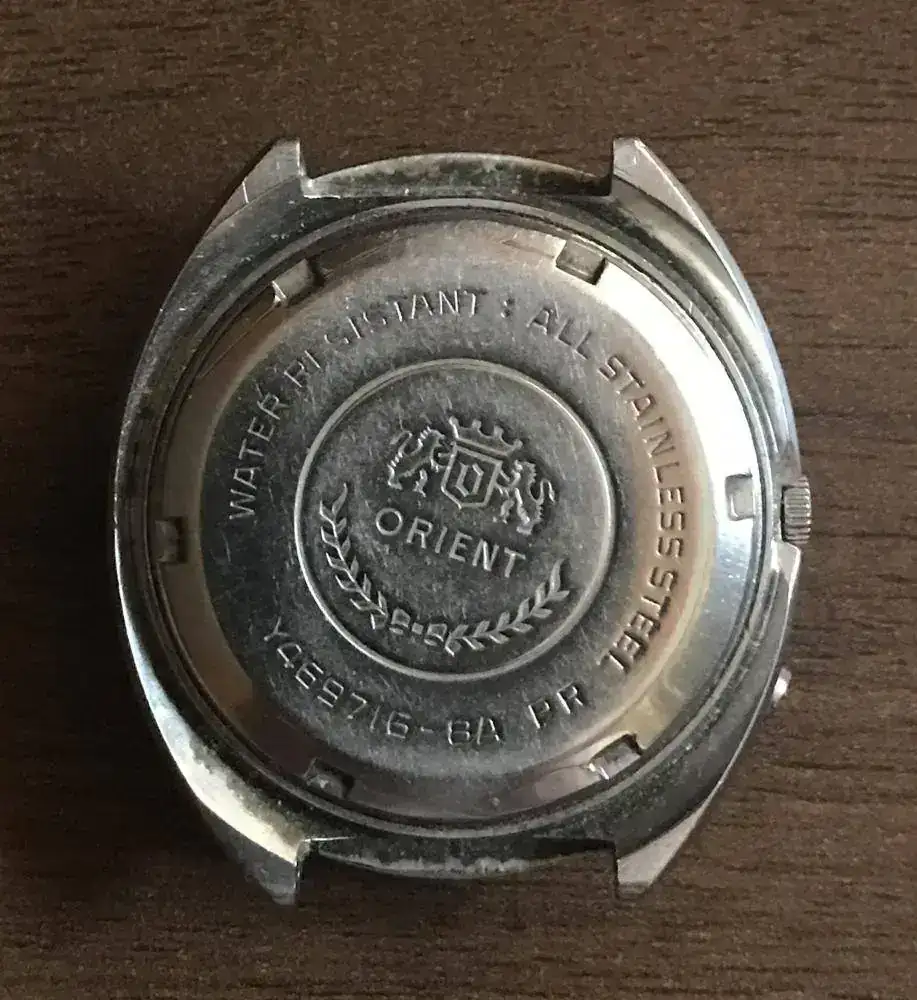 WATER RESISTANT : ALL STAINLESS STEEL
ORIENT
Y469716-8A PR